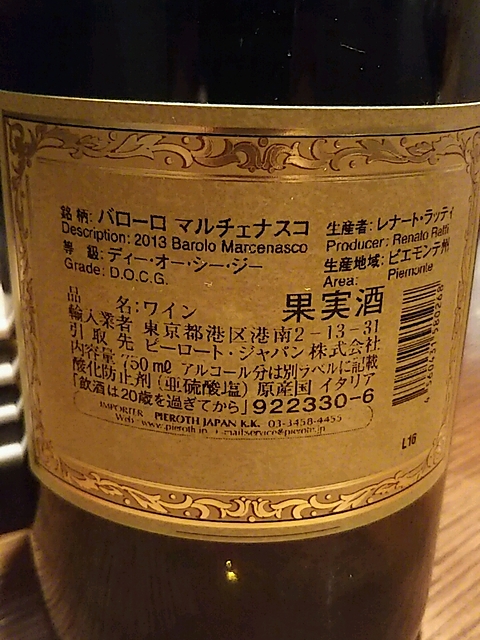 銘柄: バローロ マルチェナスコ
Description: 2013 Barolo Marcenasco
等級: ディー・オー・シー・ジー
Grade: D.O.C.G.
生産者: レナート・ラッティ
Producer: Renato Ratti
生産地域: ピエモンテ州
Area: Piemonte
品名: ワイン
果実酒
輸入業者 東京都港区港南2-13-31
引取先 ピーロート・ジャパン株式会社
内容量 750㎖ アルコール分は別ラベルに記載
酸化防止剤(亜硫酸塩) 原産国 イタリア
「飲酒は20歳を過ぎてから」 922330-6
IMPORTER PIEROTH JAPAN K.K. 03-3458-4455
Web: www.pieroth.jp
L16